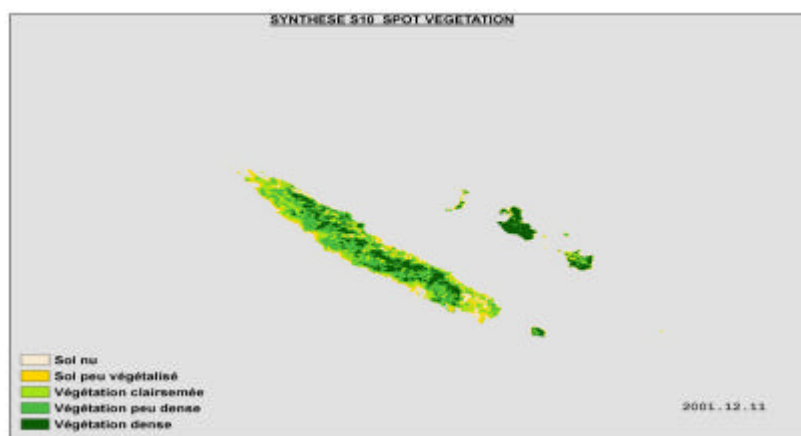 SYNTHESE S10 SPOT VEGETATION
Sol nu
Sol peu végétalisé
Végétation clairsemée
Végétation peu dense
Végétation dense
2001.12.11